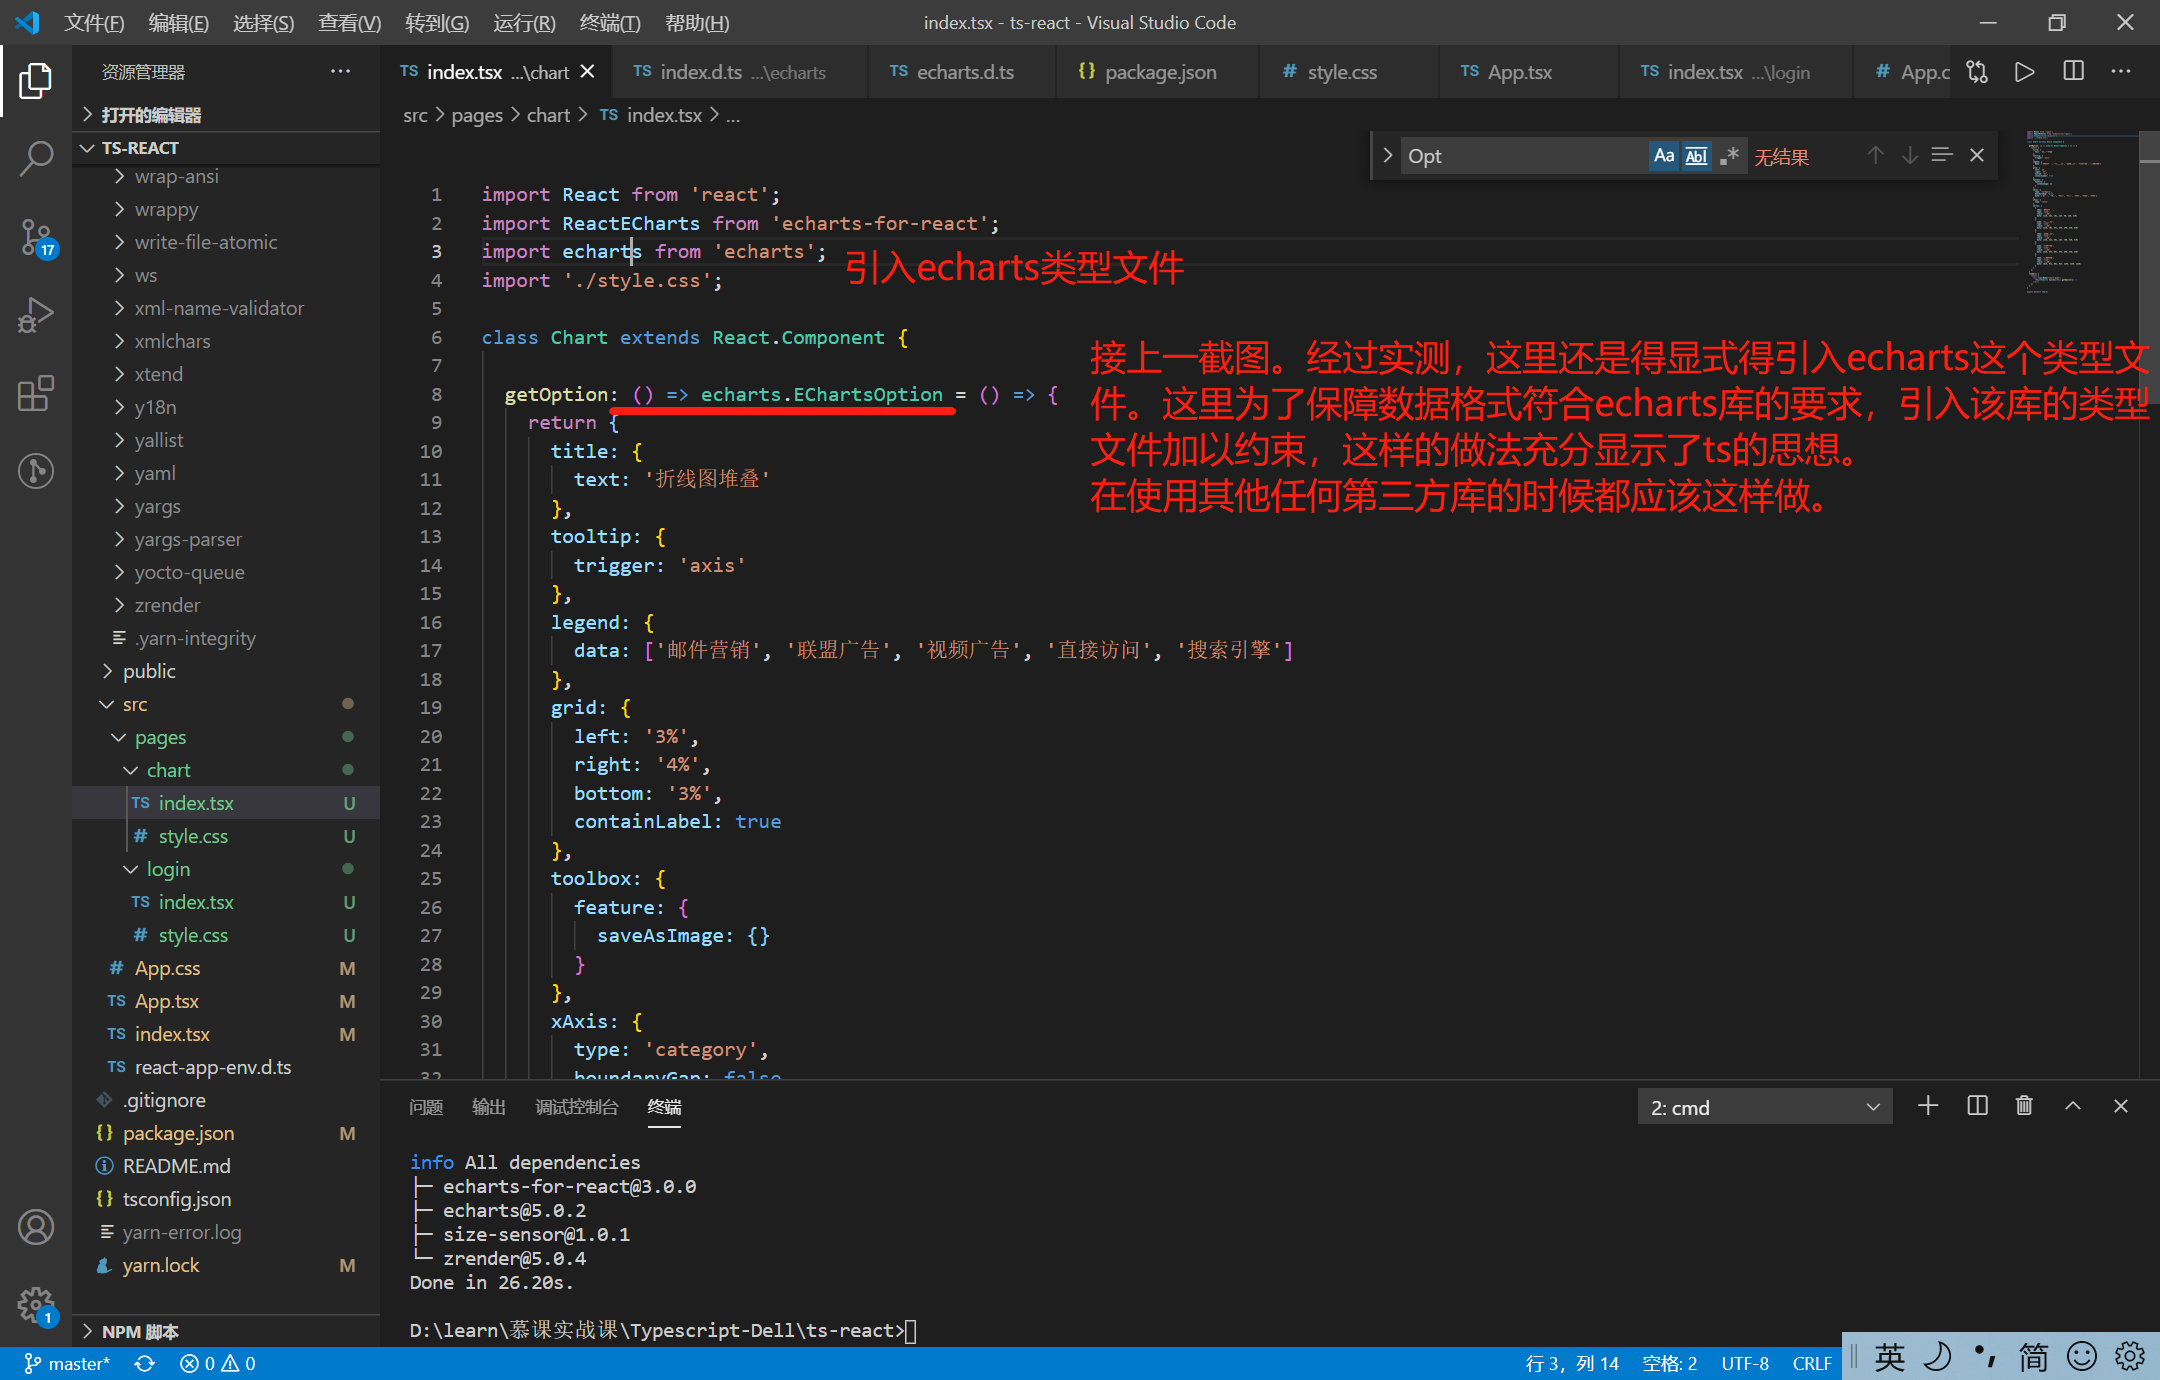 文件(F) 编辑(E) 选择(S) 查看(V) 转到(G) 运行(R) 终端(T) 帮助(H) index.tsx - ts-react - Visual Studio Code
资源管理器 ···
TS index.tsx ...\chart TS index.d.ts ...\echarts TS echarts.d.ts {} package.json # style.css TS App.tsx TS index.tsx ...\login # App.c
打开的编辑器
src > pages > chart > TS index.tsx > ...
TS-REACT
Opt Aa Abl .* 无结果
wrap-ansi
wrappy
write-file-atomic
ws
xml-name-validator
xmlchars
xtend
y18n
yallist
yaml
yargs
yargs-parser
yocto-queue
zrender
.yarn-integrity
public
src
pages
chart
TS index.tsx U
# style.css U
login
TS index.tsx U
# style.css U
# App.css M
TS App.tsx M
TS index.tsx M
TS react-app-env.d.ts
.gitignore
{} package.json M
README.md
{} tsconfig.json
yarn-error.log
yarn.lock M
NPM 脚本
17
1
1 import React from 'react';
2 import ReactECharts from 'echarts-for-react';
3 import echarts from 'echarts';
4 import './style.css';
5
6 class Chart extends React.Component {
7
8 getOption: () => echarts.EChartsOption = () => {
9 return {
10 title: {
11 text: '折线图堆叠'
12 },
13 tooltip: {
14 trigger: 'axis'
15 },
16 legend: {
17 data: ['邮件营销', '联盟广告', '视频广告', '直接访问', '搜索引擎']
18 },
19 grid: {
20 left: '3%',
21 right: '4%',
22 bottom: '3%',
23 containLabel: true
24 },
25 toolbox: {
26 feature: {
27 saveAsImage: {}
28 }
29 },
30 xAxis: {
31 type: 'category',
32 boundaryGap: false
引入echarts类型文件
接上一截图。经过实测，这里还是得显式得引入echarts这个类型文
件。这里为了保障数据格式符合echarts库的要求，引入该库的类型
文件加以约束，这样的做法充分显示了ts的思想。
在使用其他任何第三方库的时候都应该这样做。
问题 输出 调试控制台 终端 2: cmd
info All dependencies
├─ echarts-for-react@3.0.0
├─ echarts@5.0.2
├─ size-sensor@1.0.1
└─ zrender@5.0.4
Done in 26.20s.
D:\learn\慕课实战课\Typescript-Dell\ts-react>
master* 0 0 行 3，列 14 空格: 2 UTF-8 CRLF 英 简